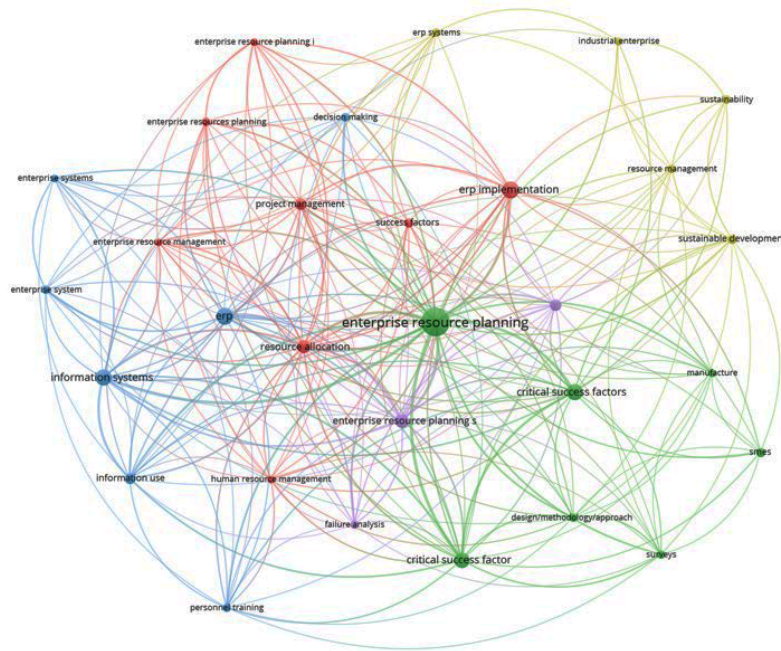 erp systems
enterprise resource planning i
industrial enterprise
sustainability
decision making
enterprise resources planning
resource management
enterprise systems
erp implementation
project management
success factors
enterprise resource management
sustainable developmen
enterprise system
erp
enterprise resource planning
resource allocation
manufacture
information systems
critical success factors
enterprise resource planning s
smes
information use
human resource management
design/methodology/approach
failure analysis
surveys
critical success factor
personnel training